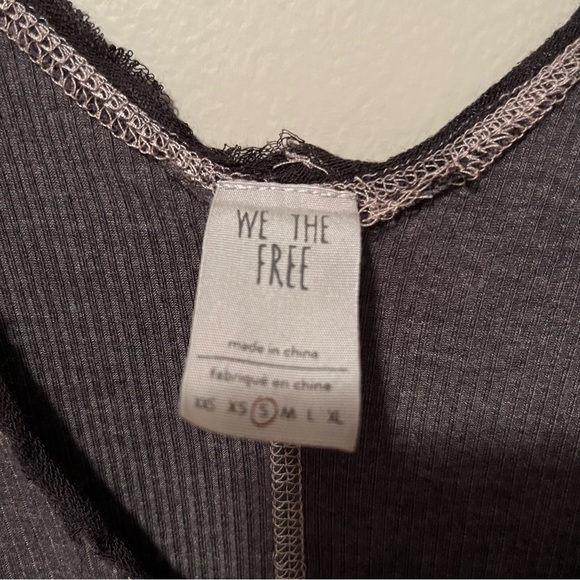 WE THE
FREE
made in china
fabriqué en chine
XXS XS S M L XL